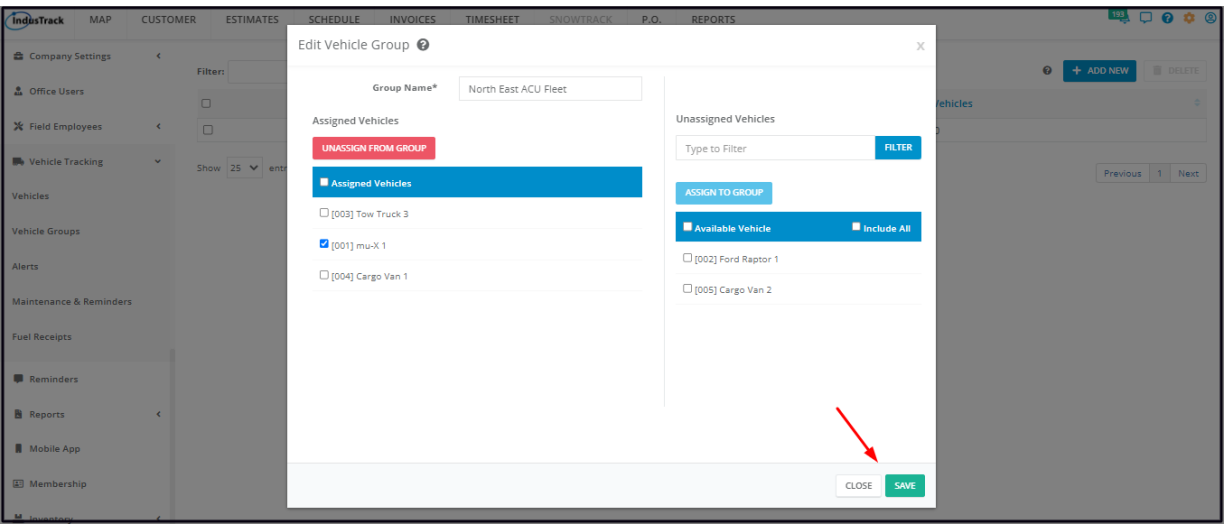 IndusTrack MAP CUSTOMER ESTIMATES SCHEDULE INVOICES TIMESHEET SNOWTRACK P.O. REPORTS 193
Company Settings
Office Users
Field Employees
Vehicle Tracking
Vehicles
Vehicle Groups
Alerts
Maintenance & Reminders
Fuel Receipts
Reminders
Reports
Mobile App
Membership
Inventory
Filter:
+ ADD NEW DELETE
Vehicles
Show 25 entr
Previous 1 Next
Edit Vehicle Group ? X
Group Name* North East ACU Fleet
Assigned Vehicles
UNASSIGN FROM GROUP
Assigned Vehicles
[003] Tow Truck 3
[001] mu-X 1
[004] Cargo Van 1
Unassigned Vehicles
Type to Filter FILTER
ASSIGN TO GROUP
Available Vehicle Include All
[002] Ford Raptor 1
[005] Cargo Van 2
CLOSE SAVE